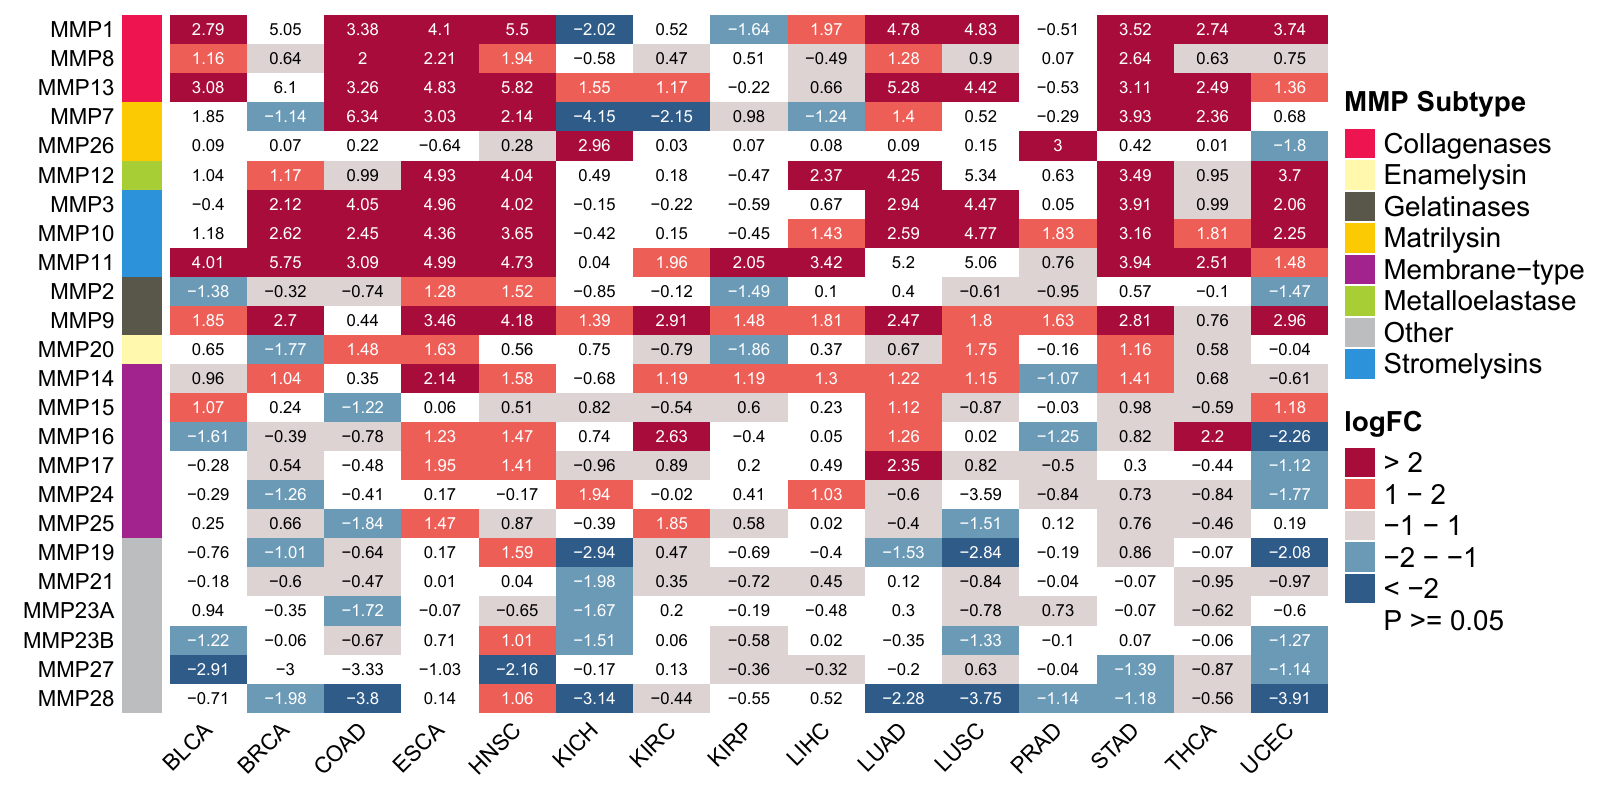 MMP1 2.79 5.05 3.38 4.1 5.5 −2.02 0.52 −1.64 1.97 4.78 4.83 −0.51 3.52 2.74 3.74
MMP8 1.16 0.64 2 2.21 1.94 −0.58 0.47 0.51 −0.49 1.28 0.9 0.07 2.64 0.63 0.75
MMP13 3.08 6.1 3.26 4.83 5.82 1.55 1.17 −0.22 0.66 5.28 4.42 −0.53 3.11 2.49 1.36
MMP7 1.85 −1.14 6.34 3.03 2.14 −4.15 −2.15 0.98 −1.24 1.4 0.52 −0.29 3.93 2.36 0.68
MMP26 0.09 0.07 0.22 −0.64 0.28 2.96 0.03 0.07 0.08 0.09 0.15 3 0.42 0.01 −1.8
MMP12 1.04 1.17 0.99 4.93 4.04 0.49 0.18 −0.47 2.37 4.25 5.34 0.63 3.49 0.95 3.7
MMP3 −0.4 2.12 4.05 4.96 4.02 −0.15 −0.22 −0.59 0.67 2.94 4.47 0.05 3.91 0.99 2.06
MMP10 1.18 2.62 2.45 4.36 3.65 −0.42 0.15 −0.45 1.43 2.59 4.77 1.83 3.16 1.81 2.25
MMP11 4.01 5.75 3.09 4.99 4.73 0.04 1.96 2.05 3.42 5.2 5.06 0.76 3.94 2.51 1.48
MMP2 −1.38 −0.32 −0.74 1.28 1.52 −0.85 −0.12 −1.49 0.1 0.4 −0.61 −0.95 0.57 −0.1 −1.47
MMP9 1.85 2.7 0.44 3.46 4.18 1.39 2.91 1.48 1.81 2.47 1.8 1.63 2.81 0.76 2.96
MMP20 0.65 −1.77 1.48 1.63 0.56 0.75 −0.79 −1.86 0.37 0.67 1.75 −0.16 1.16 0.58 −0.04
MMP14 0.96 1.04 0.35 2.14 1.58 −0.68 1.19 1.19 1.3 1.22 1.15 −1.07 1.41 0.68 −0.61
MMP15 1.07 0.24 −1.22 0.06 0.51 0.82 −0.54 0.6 0.23 1.12 −0.87 −0.03 0.98 −0.59 1.18
MMP16 −1.61 −0.39 −0.78 1.23 1.47 0.74 2.63 −0.4 0.05 1.26 0.02 −1.25 0.82 2.2 −2.26
MMP17 −0.28 0.54 −0.48 1.95 1.41 −0.96 0.89 0.2 0.49 2.35 0.82 −0.5 0.3 −0.44 −1.12
MMP24 −0.29 −1.26 −0.41 0.17 −0.17 1.94 −0.02 0.41 1.03 −0.6 −3.59 −0.84 0.73 −0.84 −1.77
MMP25 0.25 0.66 −1.84 1.47 0.87 −0.39 1.85 0.58 0.02 −0.4 −1.51 0.12 0.76 −0.46 0.19
MMP19 −0.76 −1.01 −0.64 0.17 1.59 −2.94 0.47 −0.69 −0.4 −1.53 −2.84 −0.19 0.86 −0.07 −2.08
MMP21 −0.18 −0.6 −0.47 0.01 0.04 −1.98 0.35 −0.72 0.45 0.12 −0.84 −0.04 −0.07 −0.95 −0.97
MMP23A 0.94 −0.35 −1.72 −0.07 −0.65 −1.67 0.2 −0.19 −0.48 0.3 −0.78 0.73 −0.07 −0.62 −0.6
MMP23B −1.22 −0.06 −0.67 0.71 1.01 −1.51 0.06 −0.58 0.02 −0.35 −1.33 −0.1 0.07 −0.06 −1.27
MMP27 −2.91 −3 −3.33 −1.03 −2.16 −0.17 0.13 −0.36 −0.32 −0.2 0.63 −0.04 −1.39 −0.87 −1.14
MMP28 −0.71 −1.98 −3.8 0.14 1.06 −3.14 −0.44 −0.55 0.52 −2.28 −3.75 −1.14 −1.18 −0.56 −3.91
BLCA BRCA COAD ESCA HNSC KICH KIRC KIRP LIHC LUAD LUSC PRAD STAD THCA UCEC
MMP Subtype
Collagenases
Enamelysin
Gelatinases
Matrilysin
Membrane−type
Metalloelastase
Other
Stromelysins
logFC
> 2
1 − 2
−1 − 1
−2 − −1
< −2
P >= 0.05